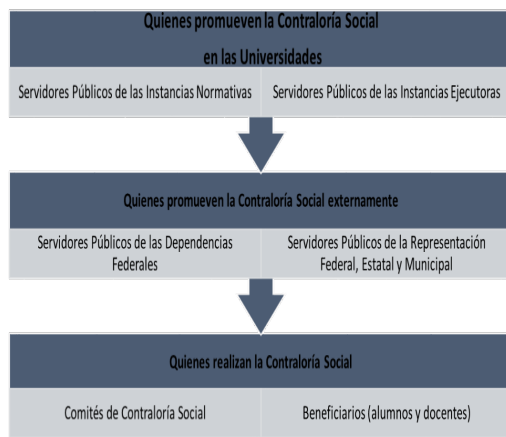 Quienes promueven la Contraloría Social
en las Universidades
Servidores Públicos de las Instancias Normativas
Servidores Públicos de las Instancias Ejecutoras
Quienes promueven la Contraloría Social externamente
Servidores Públicos de las Dependencias
Federales
Servidores Públicos de la Representación
Federal, Estatal y Municipal
Quienes realizan la Contraloría Social
Comités de Contraloría Social
Beneficiarios (alumnos y docentes)